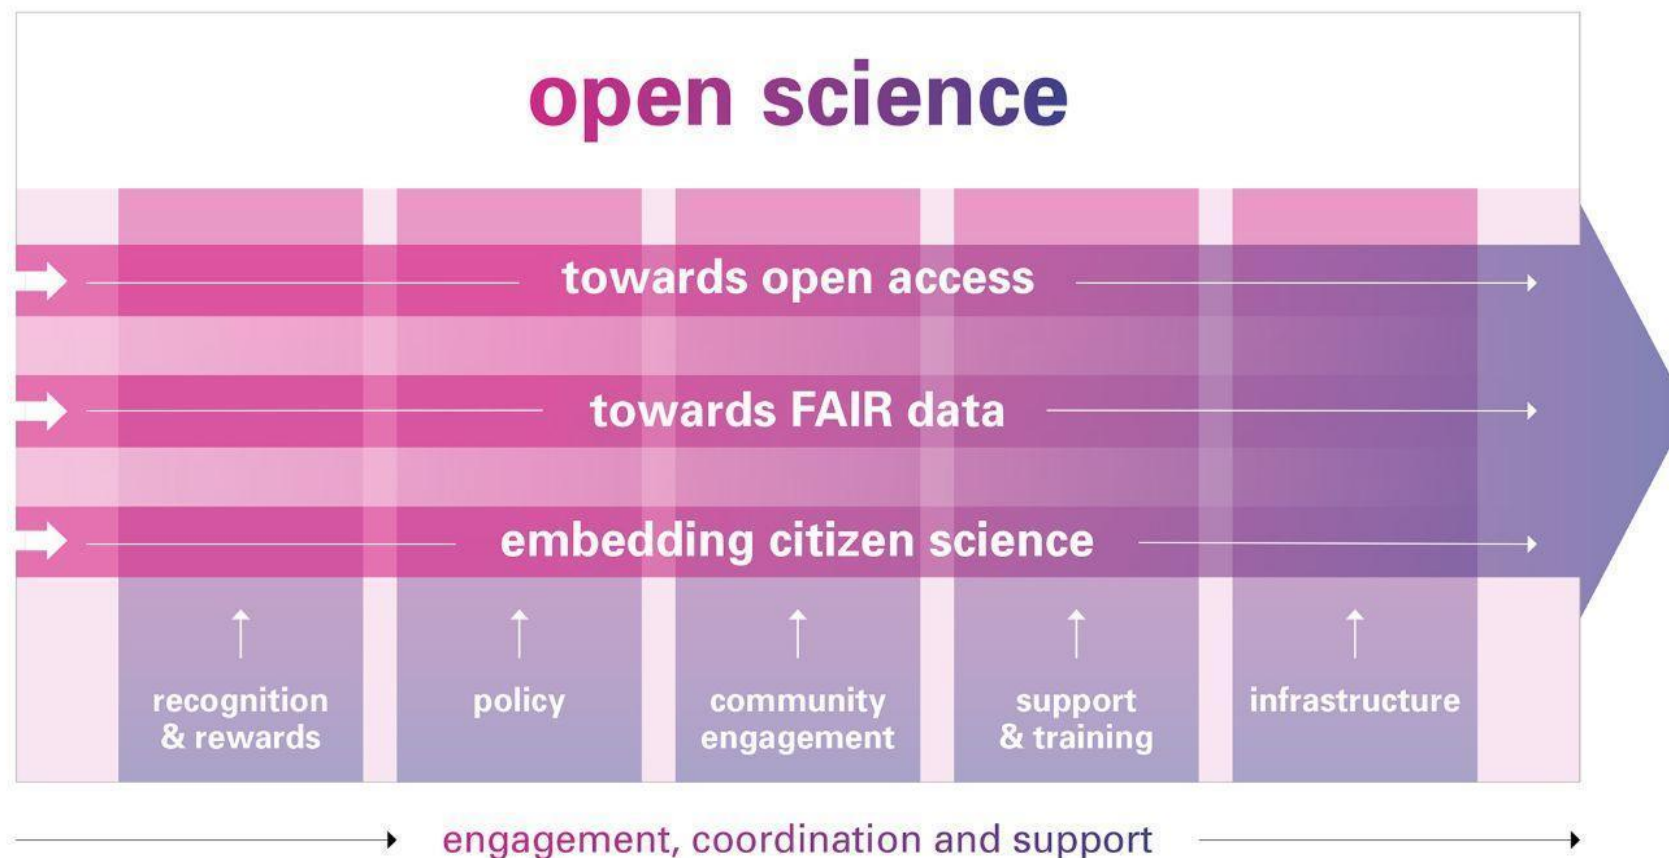 open science
towards open access
towards FAIR data
embedding citizen science
recognition
& rewards
policy
community
engagement
support
& training
infrastructure
engagement, coordination and support